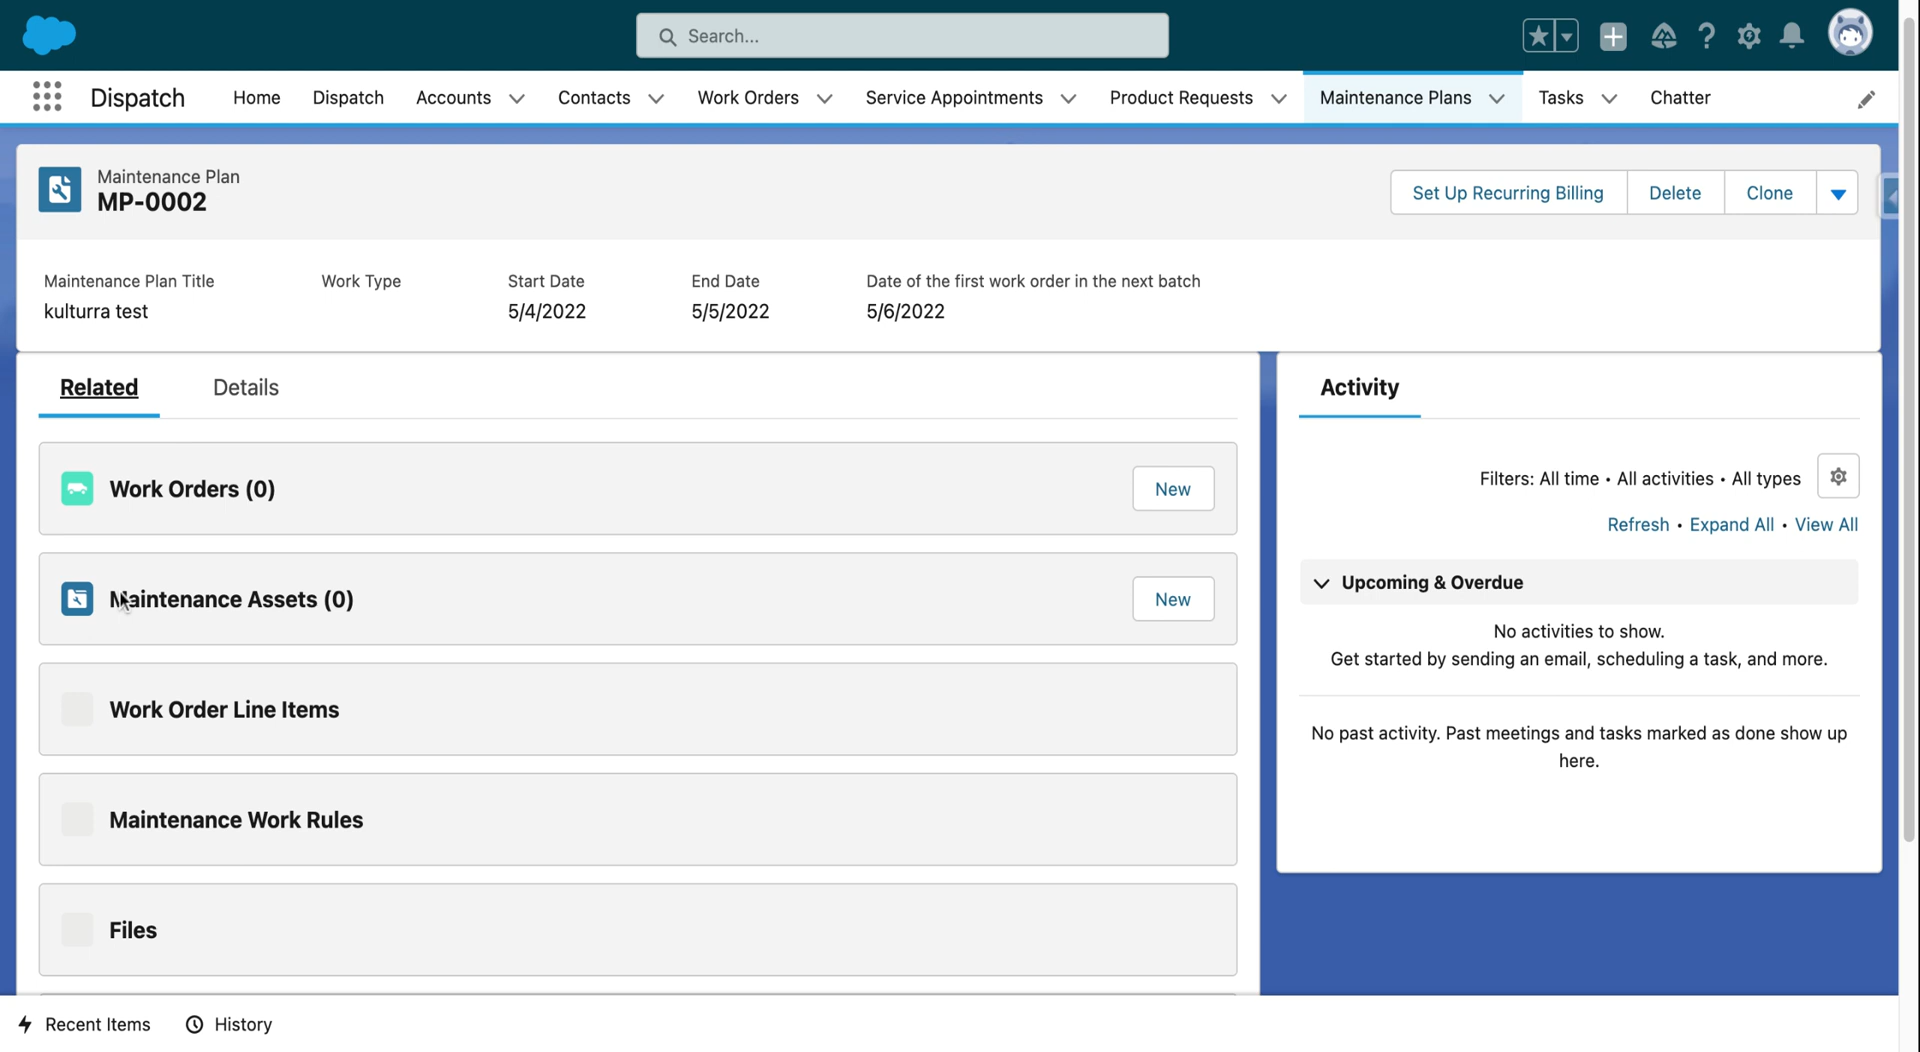 Search...
Dispatch
Home
Dispatch
Accounts
Contacts
Work Orders
Service Appointments
Product Requests
Maintenance Plans
Tasks
Chatter
Maintenance Plan
MP-0002
Set Up Recurring Billing
Delete
Clone
Maintenance Plan Title
kulturra test
Work Type
Start Date
5/4/2022
End Date
5/5/2022
Date of the first work order in the next batch
5/6/2022
Related
Details
Work Orders (0)
New
Maintenance Assets (0)
New
Work Order Line Items
Maintenance Work Rules
Files
Activity
Filters: All time • All activities • All types
Refresh • Expand All • View All
Upcoming & Overdue
No activities to show.
Get started by sending an email, scheduling a task, and more.
No past activity. Past meetings and tasks marked as done show up
here.
Recent Items
History